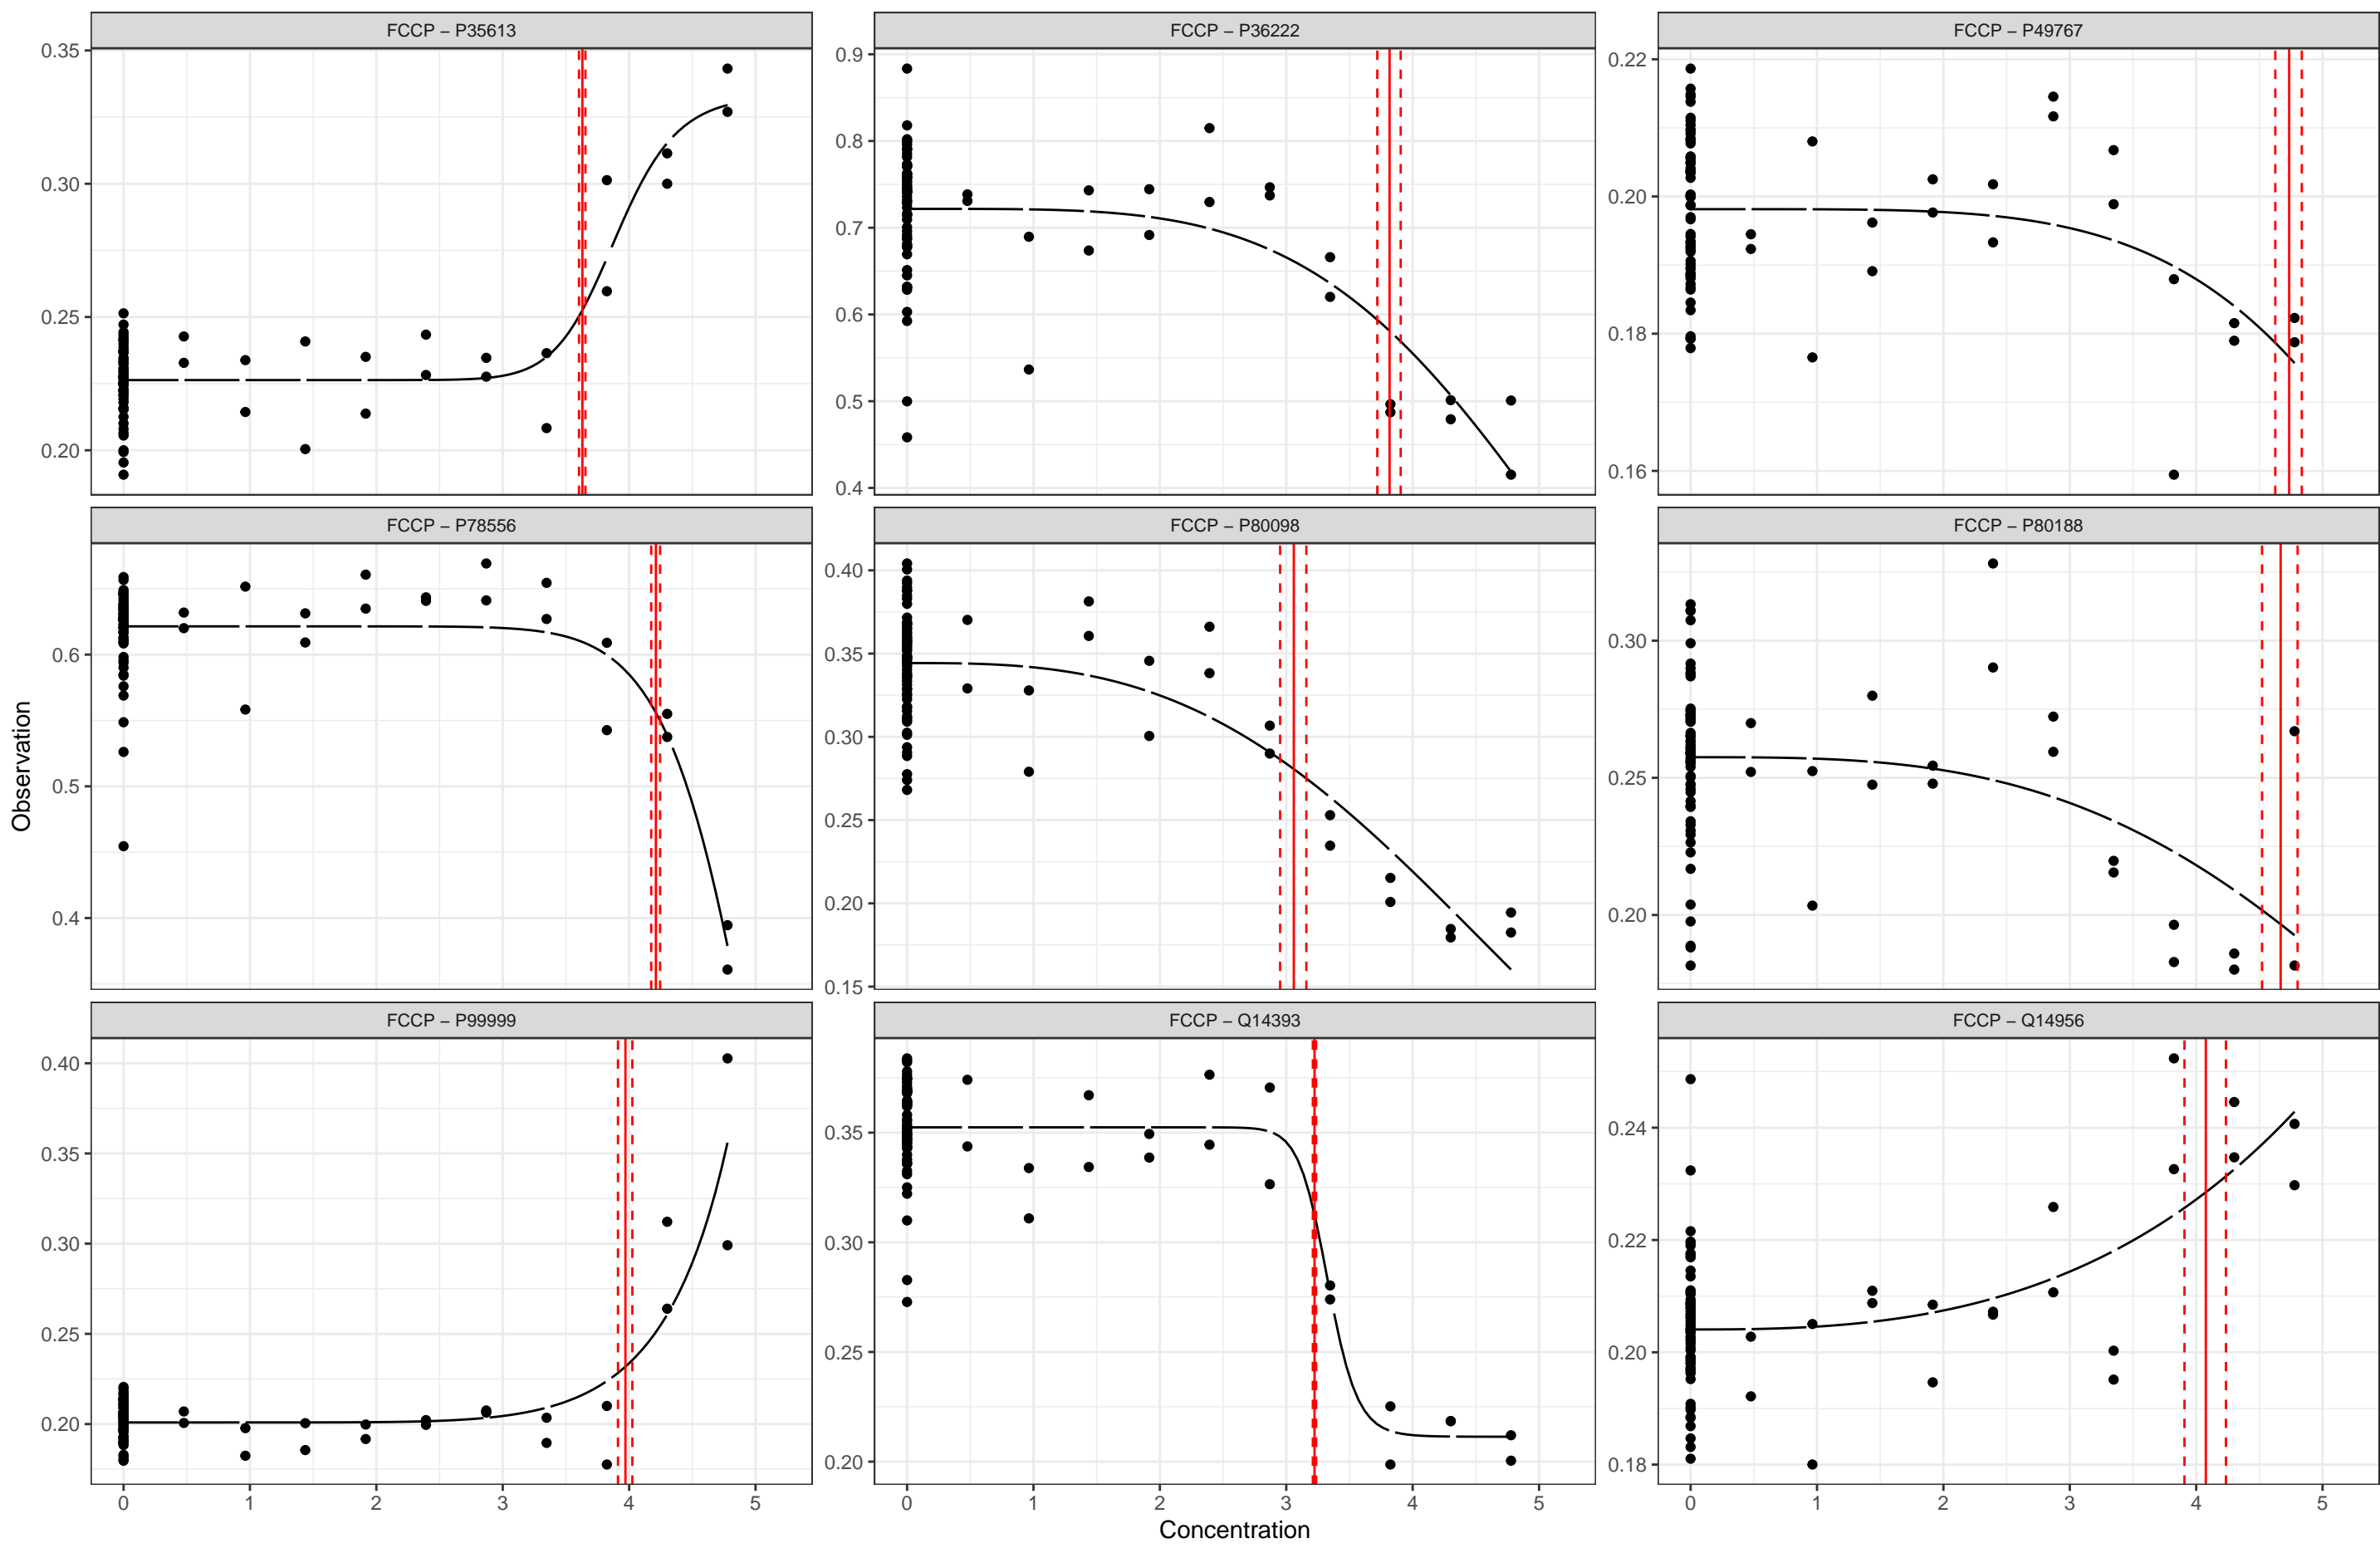 FCCP – P35613
FCCP – P36222
FCCP – P49767
0.35
0.30
0.25
0.20
0.9
0.8
0.7
0.6
0.5
0.4
0.22
0.20
0.18
0.16
FCCP – P78556
FCCP – P80098
FCCP – P80188
0.6
0.5
0.4
0.40
0.35
0.30
0.25
0.20
0.15
0.30
0.25
0.20
FCCP – P99999
FCCP – Q14393
FCCP – Q14956
0.40
0.35
0.30
0.25
0.20
0.35
0.30
0.25
0.20
0.24
0.22
0.20
0.18
0 1 2 3 4 5
0 1 2 3 4 5
0 1 2 3 4 5
Observation
Concentration